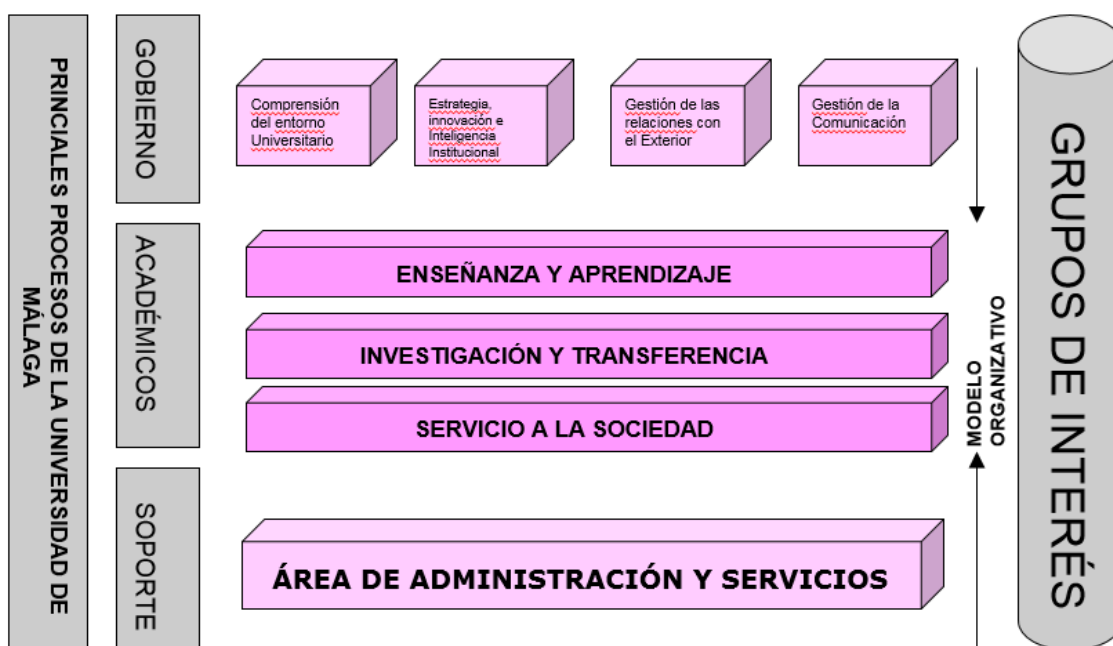 PRINCIALES PROCESOS DE LA UNIVERSIDAD DE
MÁLAGA
GOBIERNO
Comprensión
del entorno
Universitario
Estrategia,
innovación e
Inteligencia
Institucional
Gestión de las
relaciones con
el Exterior
Gestión de la
Comunicación
ACADÉMICOS
ENSEÑANZA Y APRENDIZAJE
INVESTIGACIÓN Y TRANSFERENCIA
SERVICIO A LA SOCIEDAD
SOPORTE
ÁREA DE ADMINISTRACIÓN Y SERVICIOS
MODELO
ORGANIZATIVO
GRUPOS DE INTERÉS